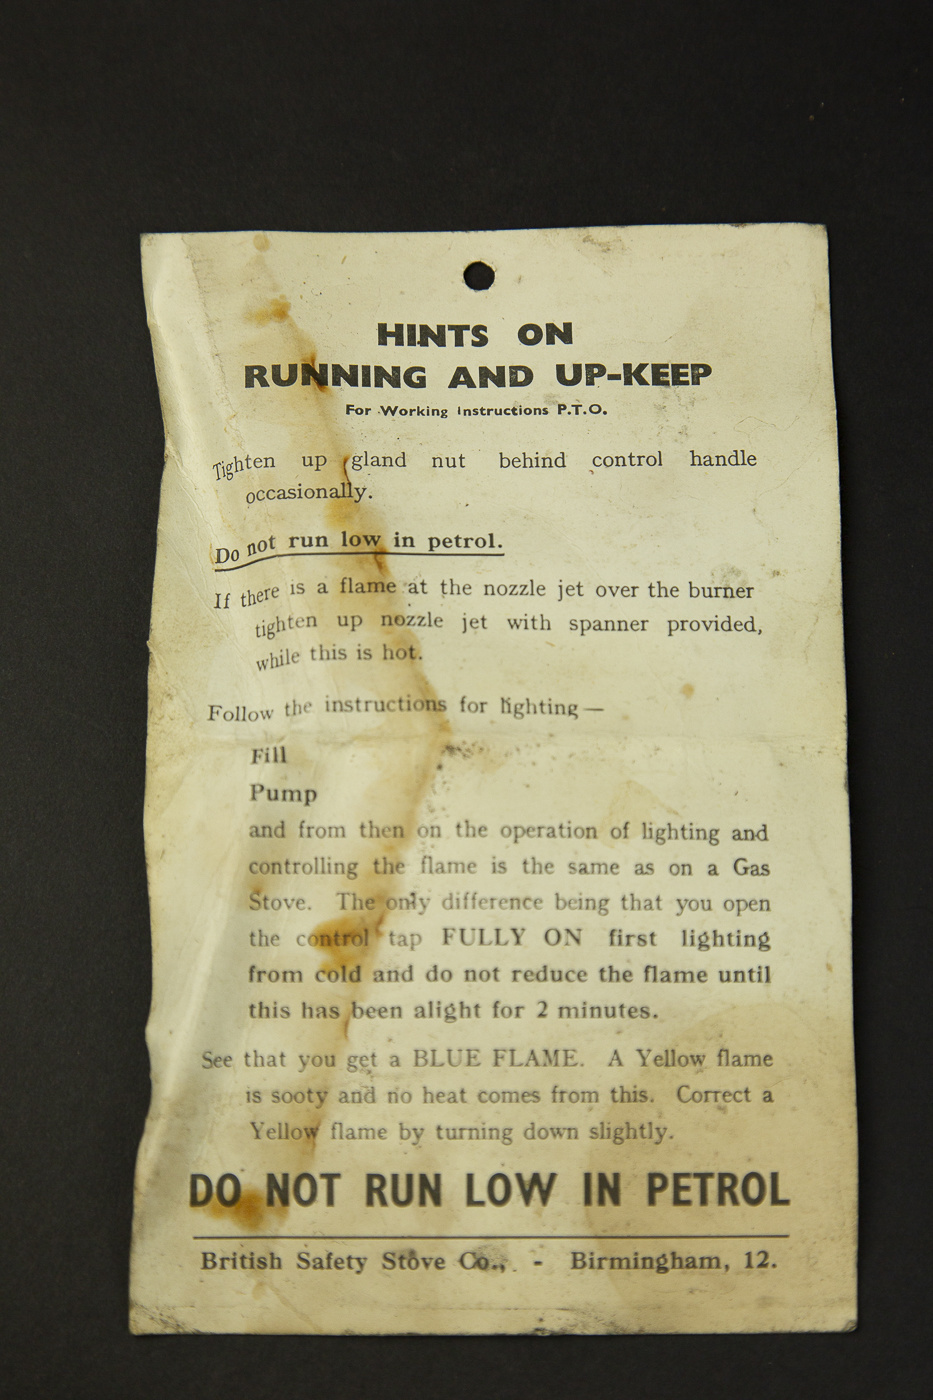 HINTS ON
RUNNING AND UP-KEEP
For Working Instructions P.T.O.
Tighten up gland nut behind control handle
occasionally.
Do not run low in petrol.
If there is a flame at the nozzle jet over the burner
tighten up nozzle jet with spanner provided,
while this is hot.
Follow the instructions for lighting—
Fill
Pump
and from then on the operation of lighting and
controlling the flame is the same as on a Gas
Stove. The only difference being that you open
the control tap FULLY ON first lighting
from cold and do not reduce the flame until
this has been alight for 2 minutes.
See that you get a BLUE FLAME. A Yellow flame
is sooty and no heat comes from this. Correct a
Yellow flame by turning down slightly.
DO NOT RUN LOW IN PETROL
British Safety Stove Co., - Birmingham, 12.